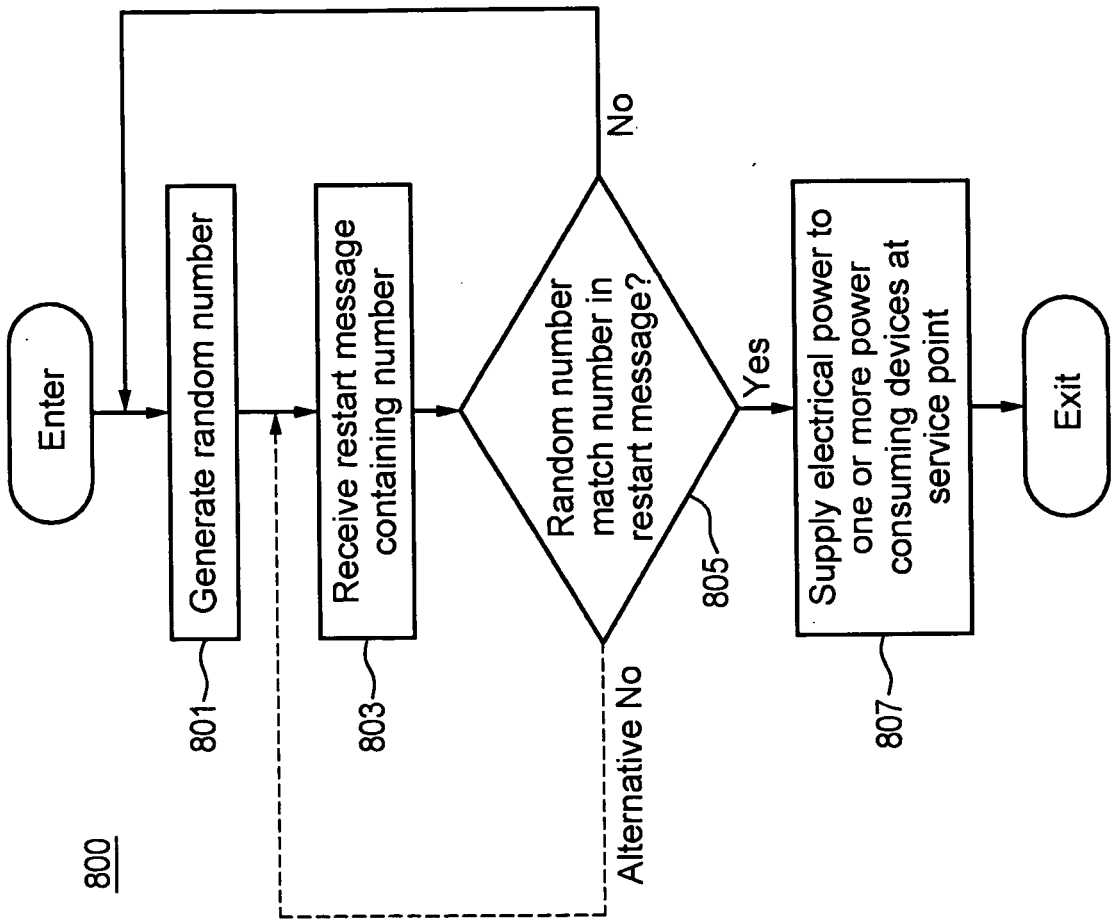 800
Enter
Generate random number
801
Receive restart message
containing number
803
Random number
match number in
restart message?
805
No
Alternative No
Yes
Supply electrical power to
one or more power
consuming devices at
service point
807
Exit